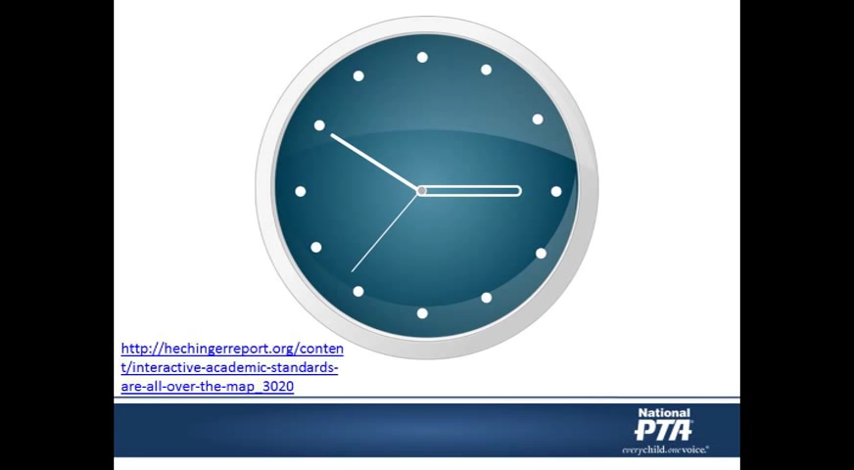 http://hechingerreport.org/conten
t/interactive-academic-standards-
are-all-over-the-map_3020
National
PTA
everychild.onevoice.®